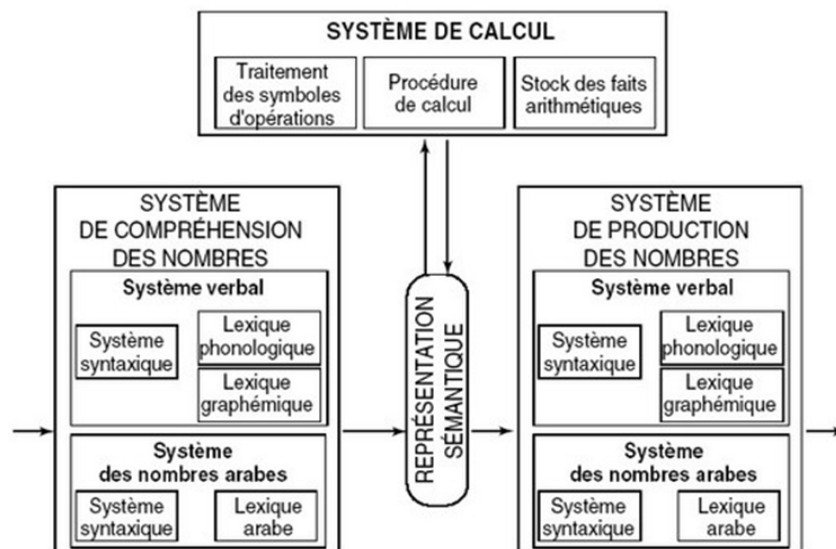 SYSTÈME DE CALCUL
Traitement
des symboles
d'opérations
Procédure
de calcul
Stock des faits
arithmétiques
SYSTÈME
DE COMPRÉHENSION
DES NOMBRES
Système verbal
Système
syntaxique
Lexique
phonologique
Lexique
graphémique
Système
des nombres arabes
Système
syntaxique
Lexique
arabe
REPRÉSENTATION
SÉMANTIQUE
SYSTÈME
DE PRODUCTION
DES NOMBRES
Système verbal
Système
syntaxique
Lexique
phonologique
Lexique
graphémique
Système
des nombres arabes
Système
syntaxique
Lexique
arabe